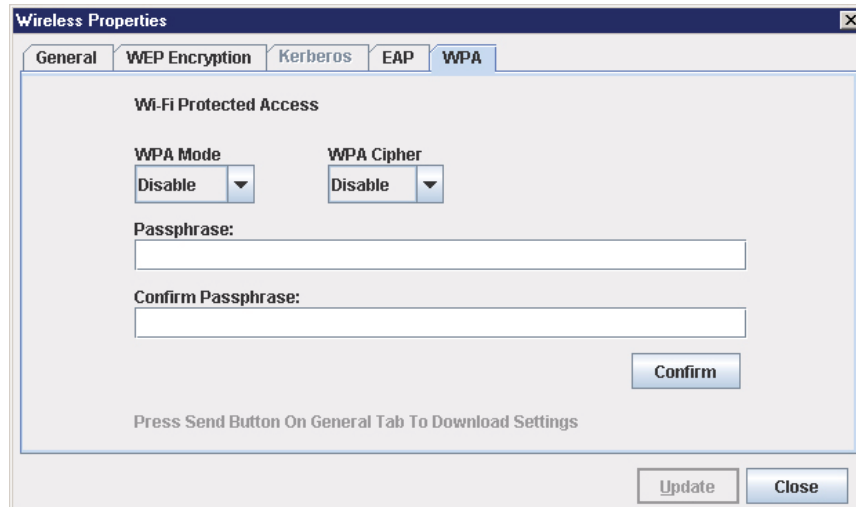 Wireless Properties
General WEP Encryption Kerberos EAP WPA
Wi-Fi Protected Access
WPA Mode WPA Cipher
Disable Disable
Passphrase:
Confirm Passphrase:
Confirm
Press Send Button On General Tab To Download Settings
Update Close